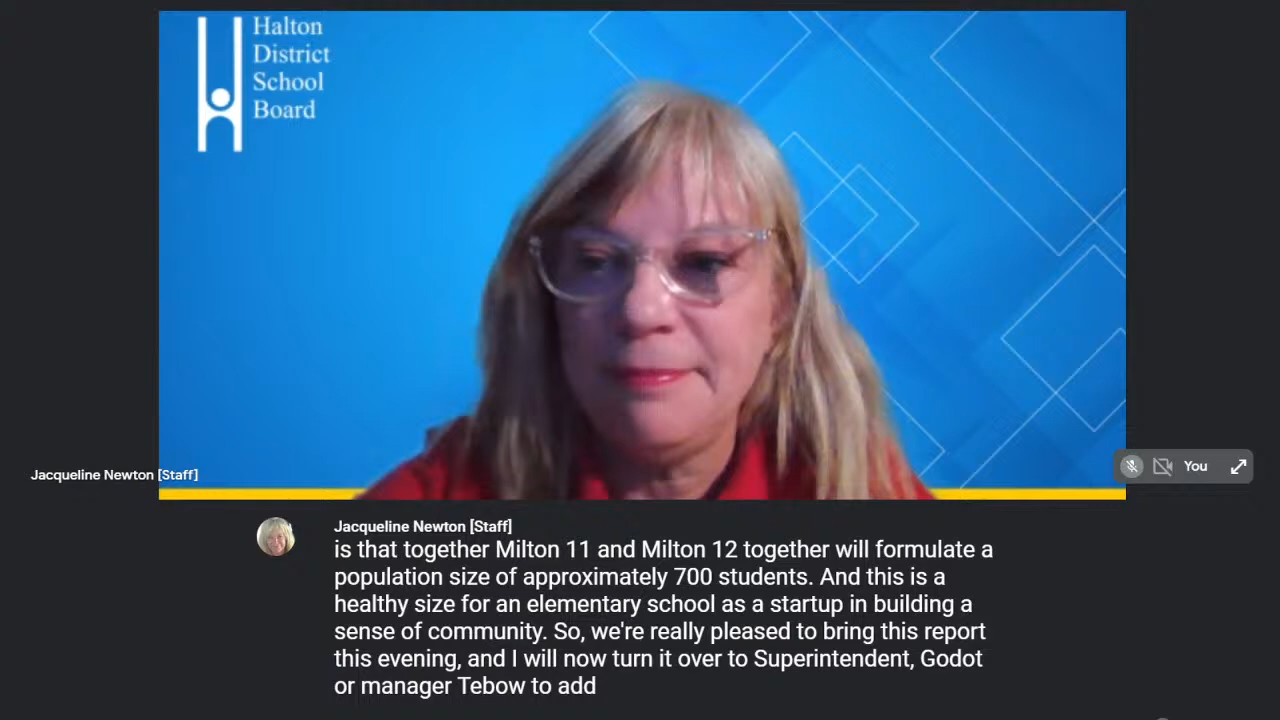 Halton
District
School
Board
Jacqueline Newton [Staff]
You
Jacqueline Newton [Staff]
is that together Milton 11 and Milton 12 together will formulate a
population size of approximately 700 students. And this is a
healthy size for an elementary school as a startup in building a
sense of community. So, we're really pleased to bring this report
this evening, and I will now turn it over to Superintendent, Godot
or manager Tebow to add